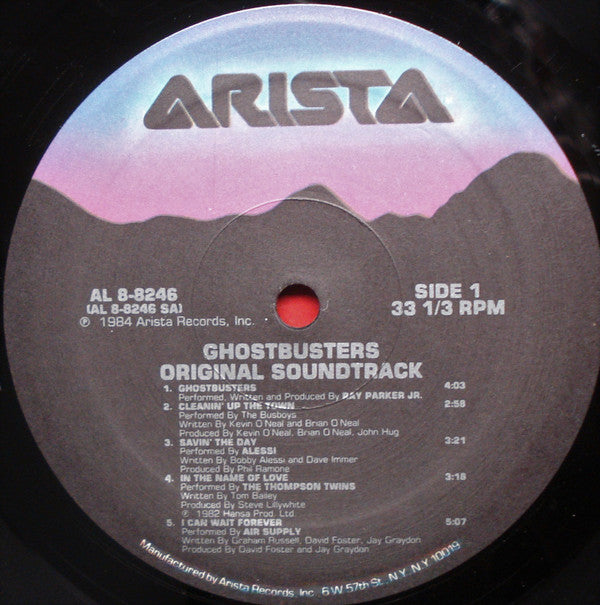 ARISTA
AL 8-8246
(AL 8-8246 SA)
℗ 1984 Arista Records, Inc.
SIDE 1
33 1/3 RPM
GHOSTBUSTERS
ORIGINAL SOUNDTRACK
1. GHOSTBUSTERS 4:03
Performed, Written and Produced By RAY PARKER JR.
2. CLEANIN' UP THE TOWN 2:58
Performed By The Busboys
Written By Kevin O'Neal and Brian O'Neal
Produced By Kevin O'Neal, Brian O'Neal, John Hug
3. SAVIN' THE DAY 3:21
Performed By ALESSI
Written By Bobby Alessi and Dave Immer
Produced By Phil Ramone
4. IN THE NAME OF LOVE 3:18
Performed By THE THOMPSON TWINS
Written By Tom Bailey
Produced By Steve Lillywhite
℗ 1982 Hansa Prod. Ltd.
5. I CAN WAIT FOREVER 5:07
Performed By AIR SUPPLY
Written By Graham Russell, David Foster, Jay Graydon
Produced By David Foster and Jay Graydon
Manufactured by Arista Records, Inc. 6 W 57th St., N.Y. N.Y 10019